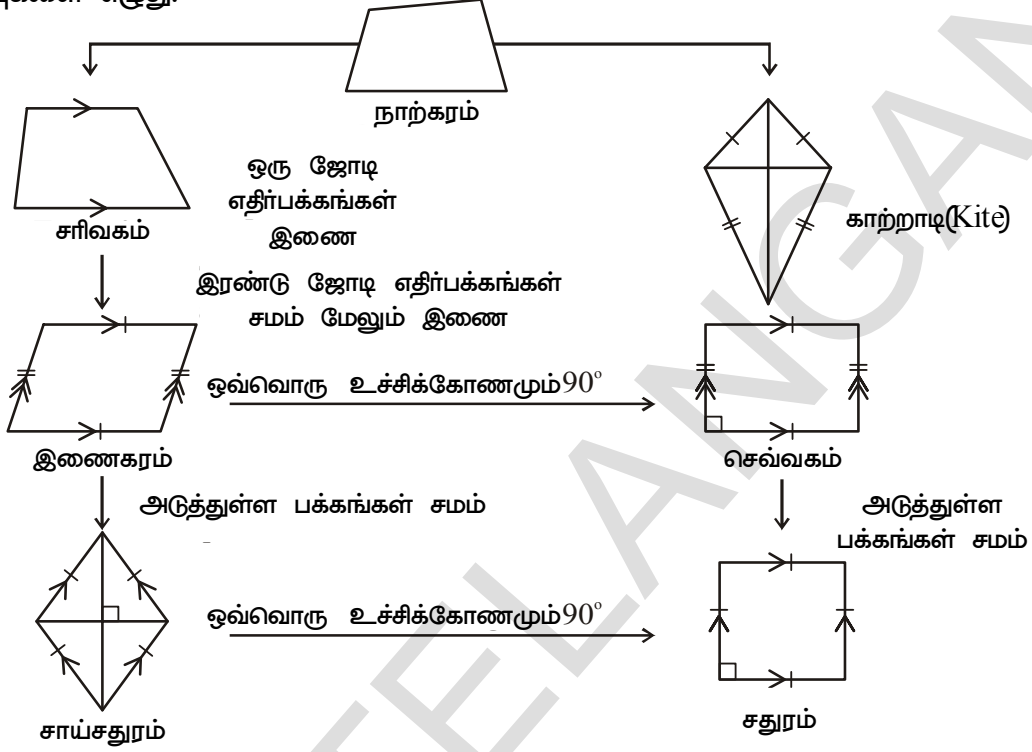 எழுது.
நாற்கரம்
ஒரு ஜோடி
எதிர்பக்கங்கள்
இணை
சரிவகம்
காற்றாடி(Kite)
இரண்டு ஜோடி எதிர்பக்கங்கள்
சமம் மேலும் இணை
ஒவ்வொரு உச்சிக்கோணமும்90°
இணைகரம்
செவ்வகம்
அடுத்துள்ள பக்கங்கள் சமம்
அடுத்துள்ள
பக்கங்கள் சமம்
ஒவ்வொரு உச்சிக்கோணமும்90°
சாய்சதுரம்
சதுரம்